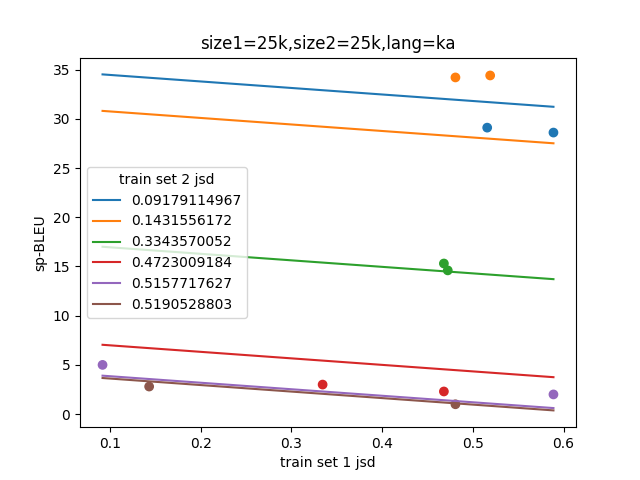 size1=25k,size2=25k,lang=ka
sp-BLEU
35
30
25
20
15
10
5
0
train set 2 jsd
0.09179114967
0.1431556172
0.3343570052
0.4723009184
0.5157717627
0.5190528803
0.1 0.2 0.3 0.4 0.5 0.6
train set 1 jsd